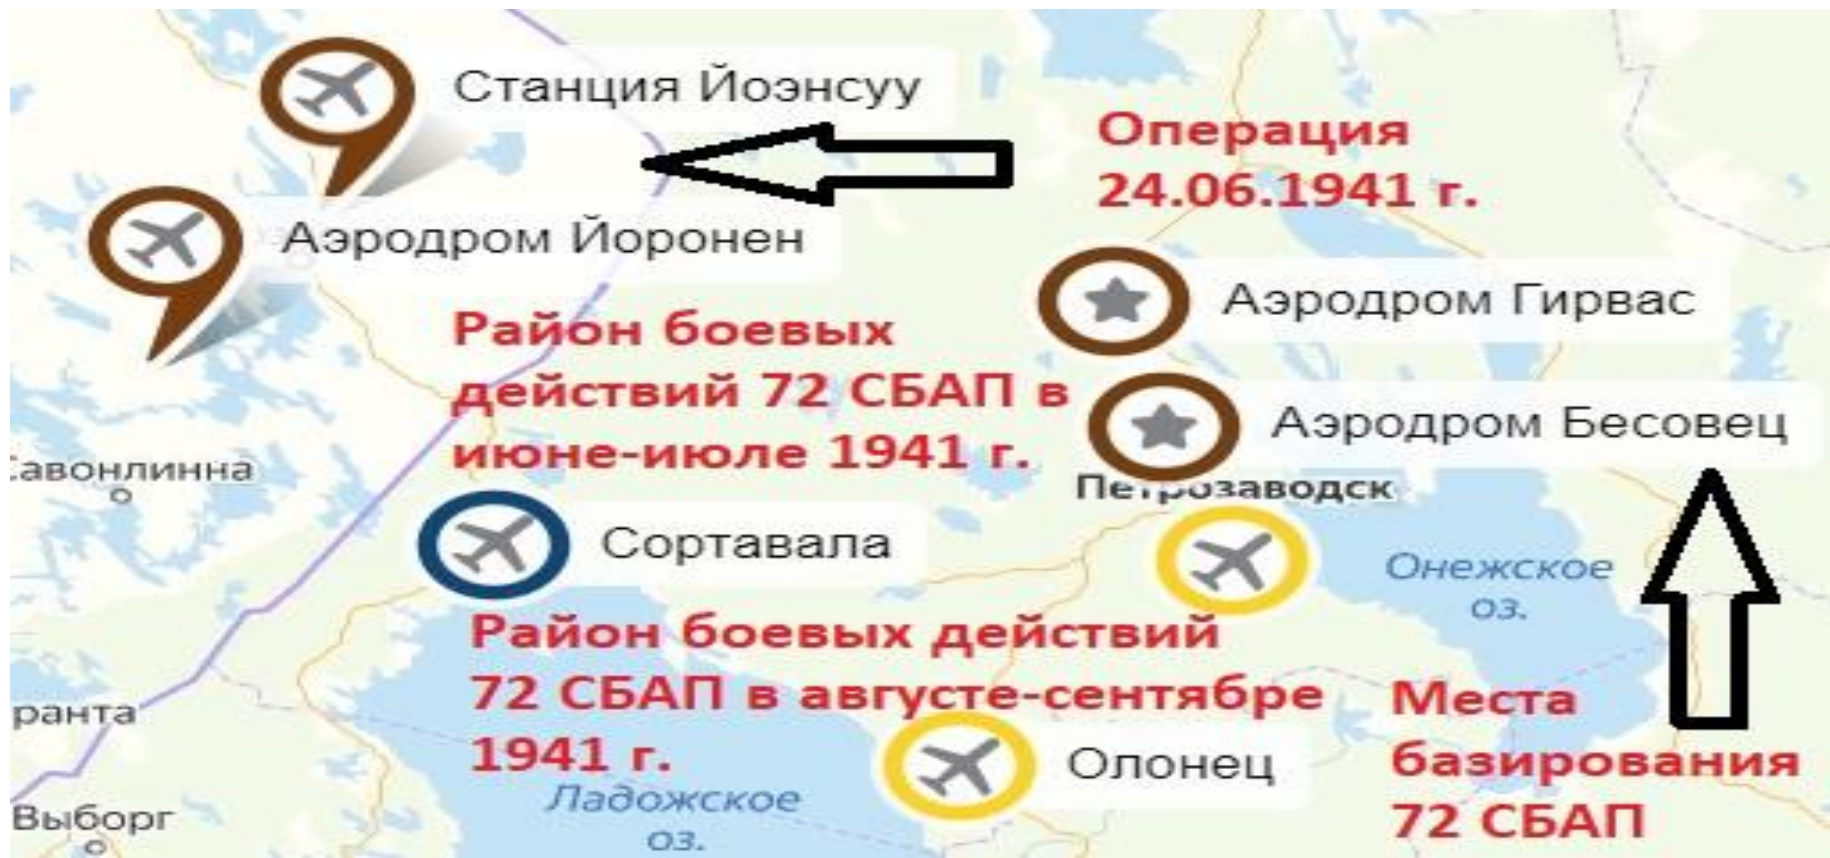 Станция Йоэнсуу
Операция
24.06.1941 г.
Аэродром Йоронен
Аэродром Гирвас
Район боевых
действий 72 СБАП в
июне-июле 1941 г.
Аэродром Бесовец
авонлинна
Петрозаводск
Сортавала
Онежское
оз.
Район боевых действий
72 СБАП в августе-сентябре
1941 г.
ранта
Места
базирования
72 СБАП
Олонец
Ладожское
оз.
Выборг